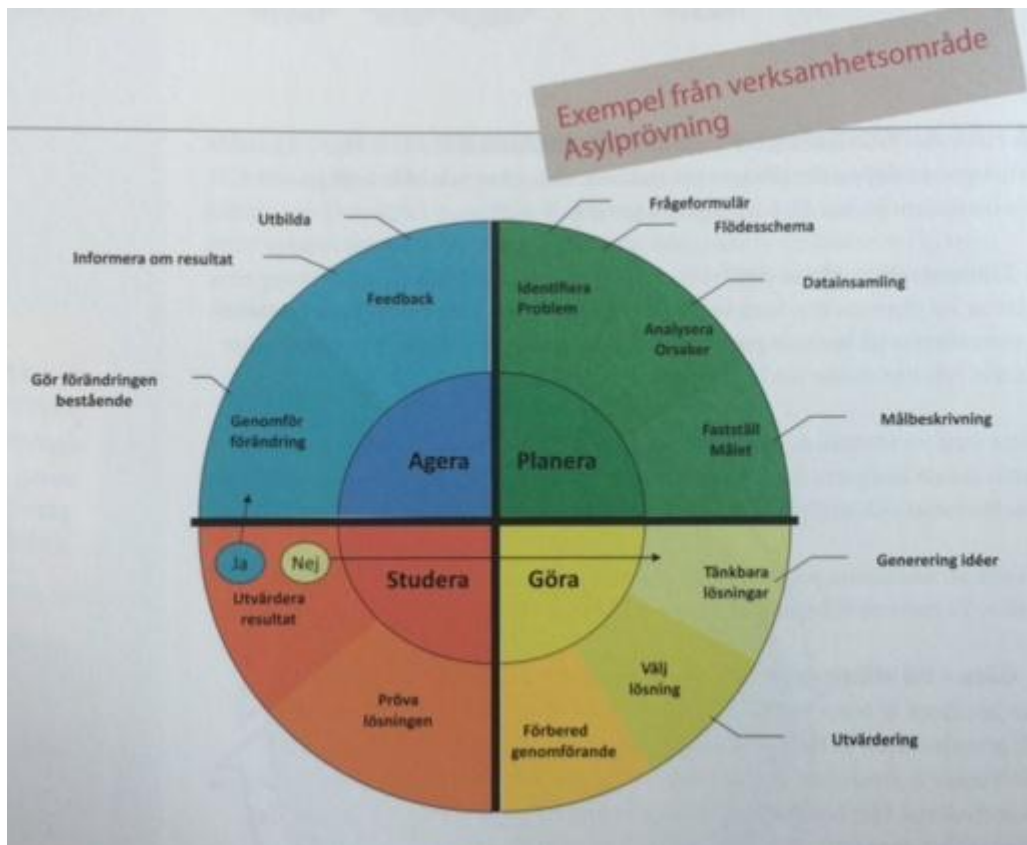 Exempel från verksamhetsområde
Asylprövning
Utbilda
Frågeformulär
Flödesschema
Informera om resultat
Feedback
Identifiera
Problem
Datainsamling
Analysera
Orsaker
Gör förändringen
bestående
Genomför
förändring
Fastställ
Målet
Målbeskrivning
Agera
Planera
Ja
Nej
Utvärdera
resultat
Studera
Göra
Tänkbara
lösningar
Generering idéer
Välj
lösning
Pröva
lösningen
Förbered
genomförande
Utvärdering